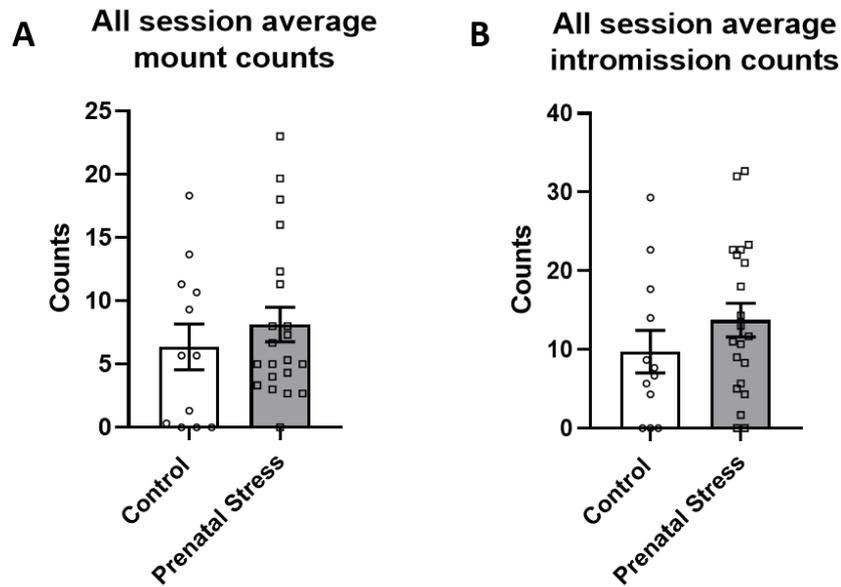 A
All session average
mount counts
25
20
15
10
5
0
Counts
Control
Prenatal Stress
B
All session average
intromission counts
40
30
20
10
0
Counts
Control
Prenatal Stress